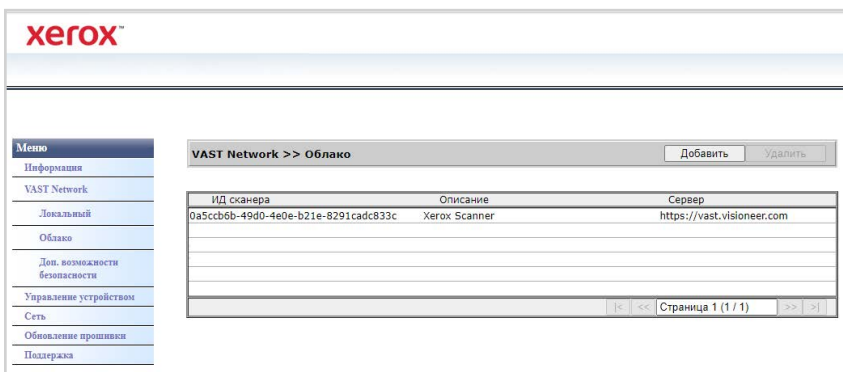 xerox™
Меню
Информация
VAST Network
Локальный
Облако
Доп. возможности
безопасности
Управление устройством
Сеть
Обновление прошивки
Поддержка
VAST Network >> Облако
Добавить
Удалить
ИД сканера Описание Сервер
0a5ccb6b-49d0-4e0e-b21e-8291cadc833c Xerox Scanner https://vast.visioneer.com
|< << Страница 1 (1 / 1) >> >|